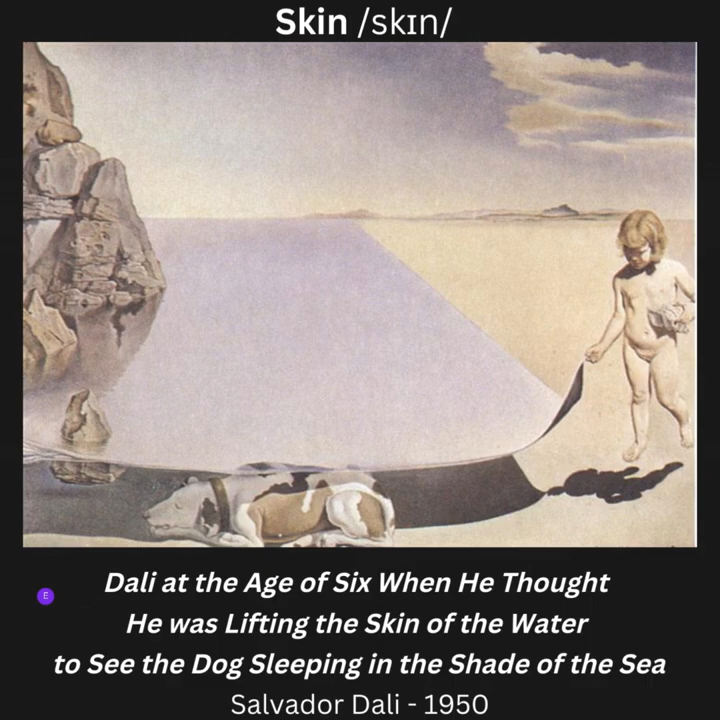 Skin /skɪn/
E
Dali at the Age of Six When He Thought
He was Lifting the Skin of the Water
to See the Dog Sleeping in the Shade of the Sea
Salvador Dali - 1950